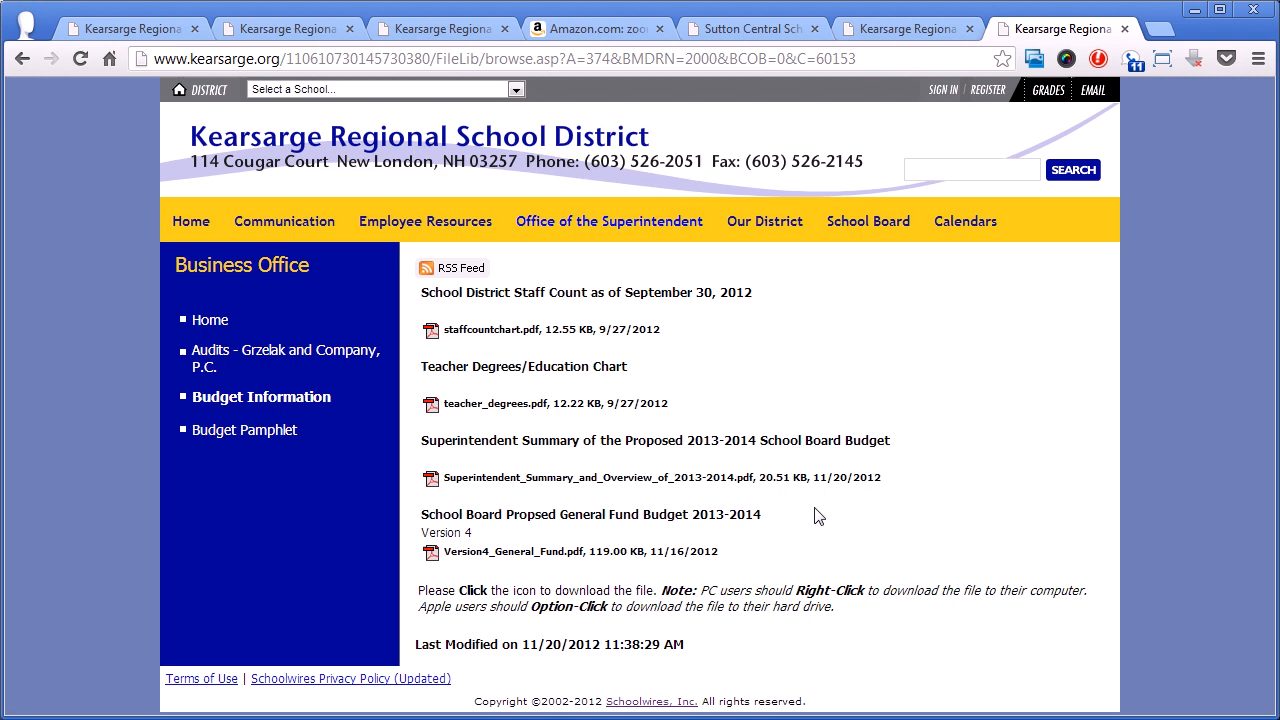 Kearsarge Regiona
Kearsarge Regiona
Kearsarge Regiona
Amazon.com: zoo
Sutton Central Sch
Kearsarge Regiona
Kearsarge Regiona
www.kearsarge.org/110610720145730380/FileLib/browse.asp?A=374&BMDRN=2000&BCOB=0&C=60153
11
DISTRICT
Select a School...
SIGN IN | REGISTER
GRADES
EMAIL
Kearsarge Regional School District
114 Cougar Court New London, NH 03257 Phone: (603) 526-2051 Fax: (603) 526-2145
SEARCH
Home Communication Employee Resources Office of the Superintendent Our District School Board Calendars
Business Office
Home
Audits - Grzelak and Company,
P.C.
Budget Information
Budget Pamphlet
RSS Feed
School District Staff Count as of September 30, 2012
staffcountchart.pdf, 12.55 KB, 9/27/2012
Teacher Degrees/Education Chart
teacher_degrees.pdf, 12.22 KB, 9/27/2012
Superintendent Summary of the Proposed 2013-2014 School Board Budget
Superintendent_Summary_and_Overview_of_2013-2014.pdf, 20.51 KB, 11/20/2012
School Board Propsed General Fund Budget 2013-2014
Version 4
Version4_General_Fund.pdf, 119.00 KB, 11/16/2012
Please Click the icon to download the file. Note: PC users should Right-Click to download the file to their computer.
Apple users should Option-Click to download the file to their hard drive.
Last Modified on 11/20/2012 11:38:29 AM
Terms of Use | Schoolwires Privacy Policy (Updated)
Copyright ©2002-2012 Schoolwires, Inc. All rights reserved.